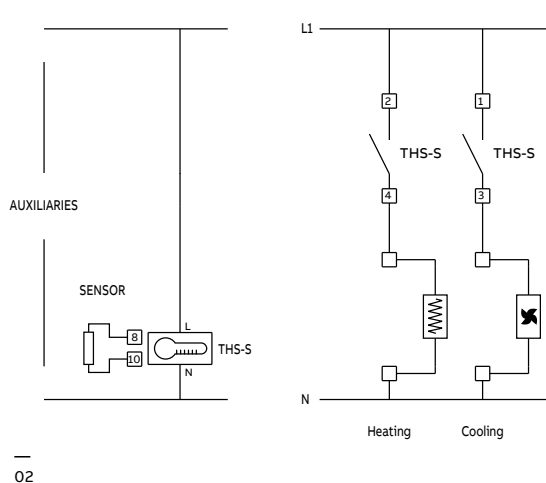 L1
2
1
THS-S
THS-S
4
3
AUXILIARIES
SENSOR
L
8
THS-S
10
N
N
Heating
Cooling
02